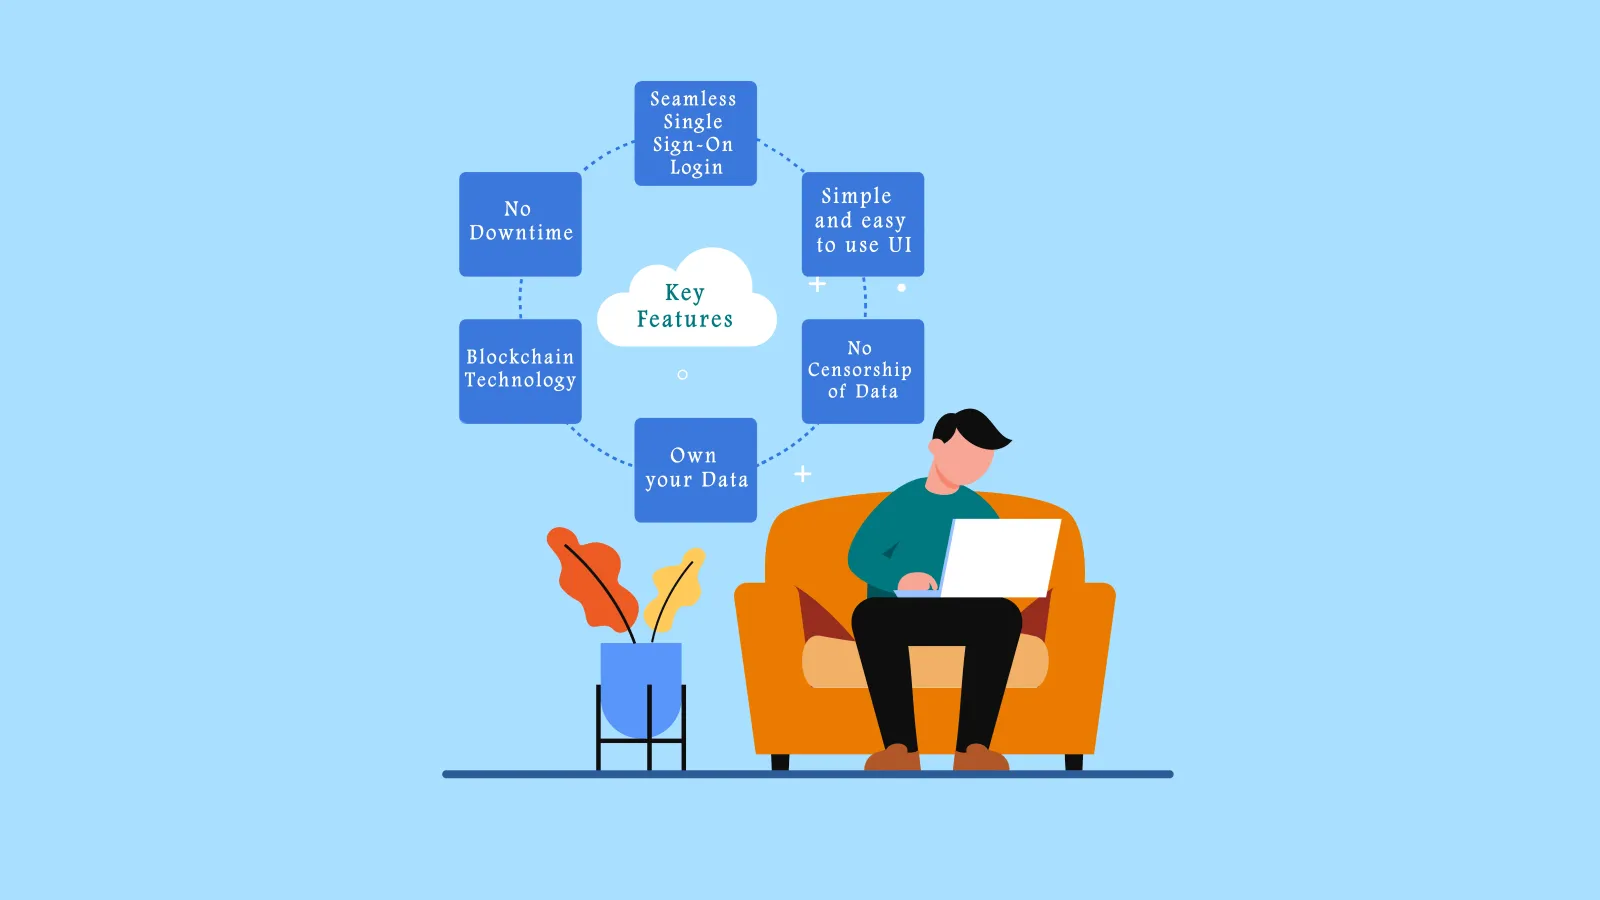 Seamless
Single
Sign-On
Login
No
Downtime
Simple
and easy
to use UI
Key
Features
Blockchain
Technology
No
Censorship
of Data
Own
your Data